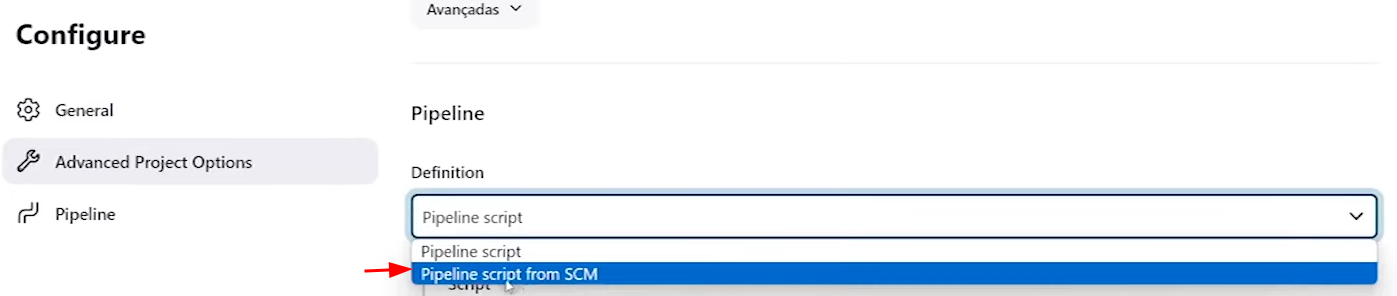 Avançadas
Configure
General
Advanced Project Options
Pipeline
Pipeline
Definition
Pipeline script
Pipeline script
Pipeline script from SCM
Script